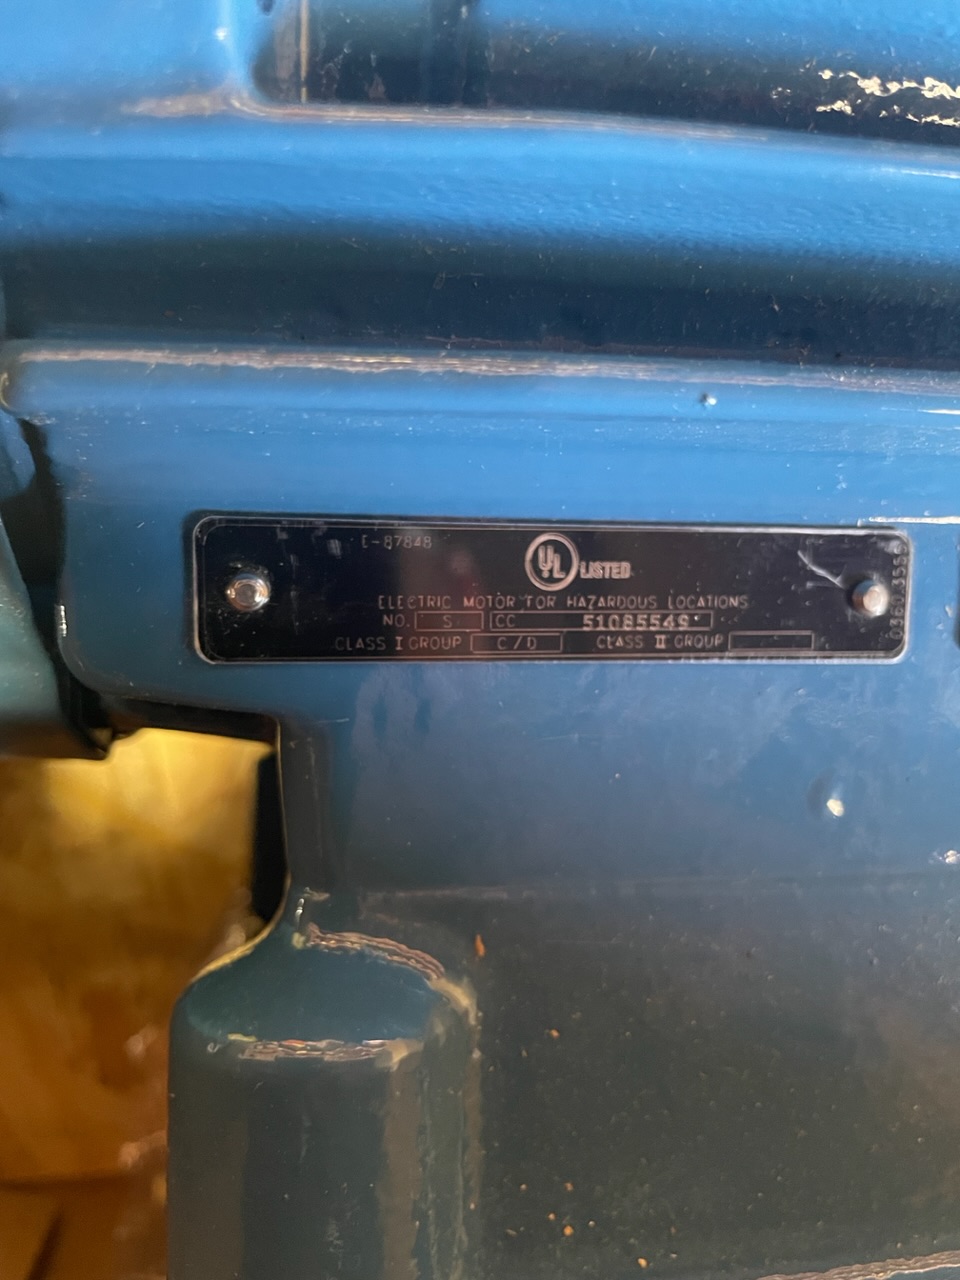 E-87848
UL LISTED
ELECTRIC MOTOR FOR HAZARDOUS LOCATIONS
NO. S CC 51085549
CLASS I GROUP C/D CLASS II GROUP